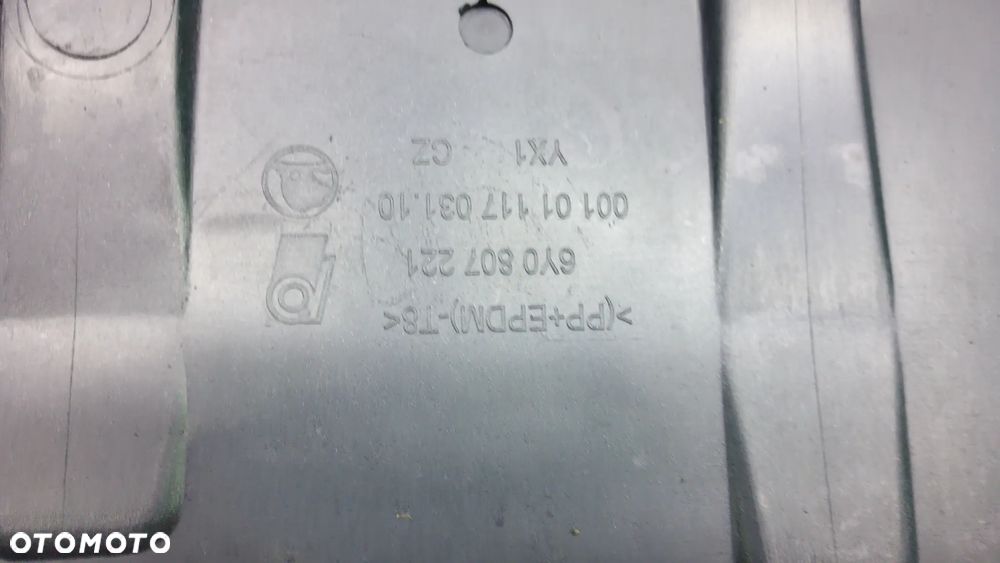 >(PP+EPDM)-T8<
6Y0 807 221
001 01 117 031.10
YX1 CZ
OTOMOTO